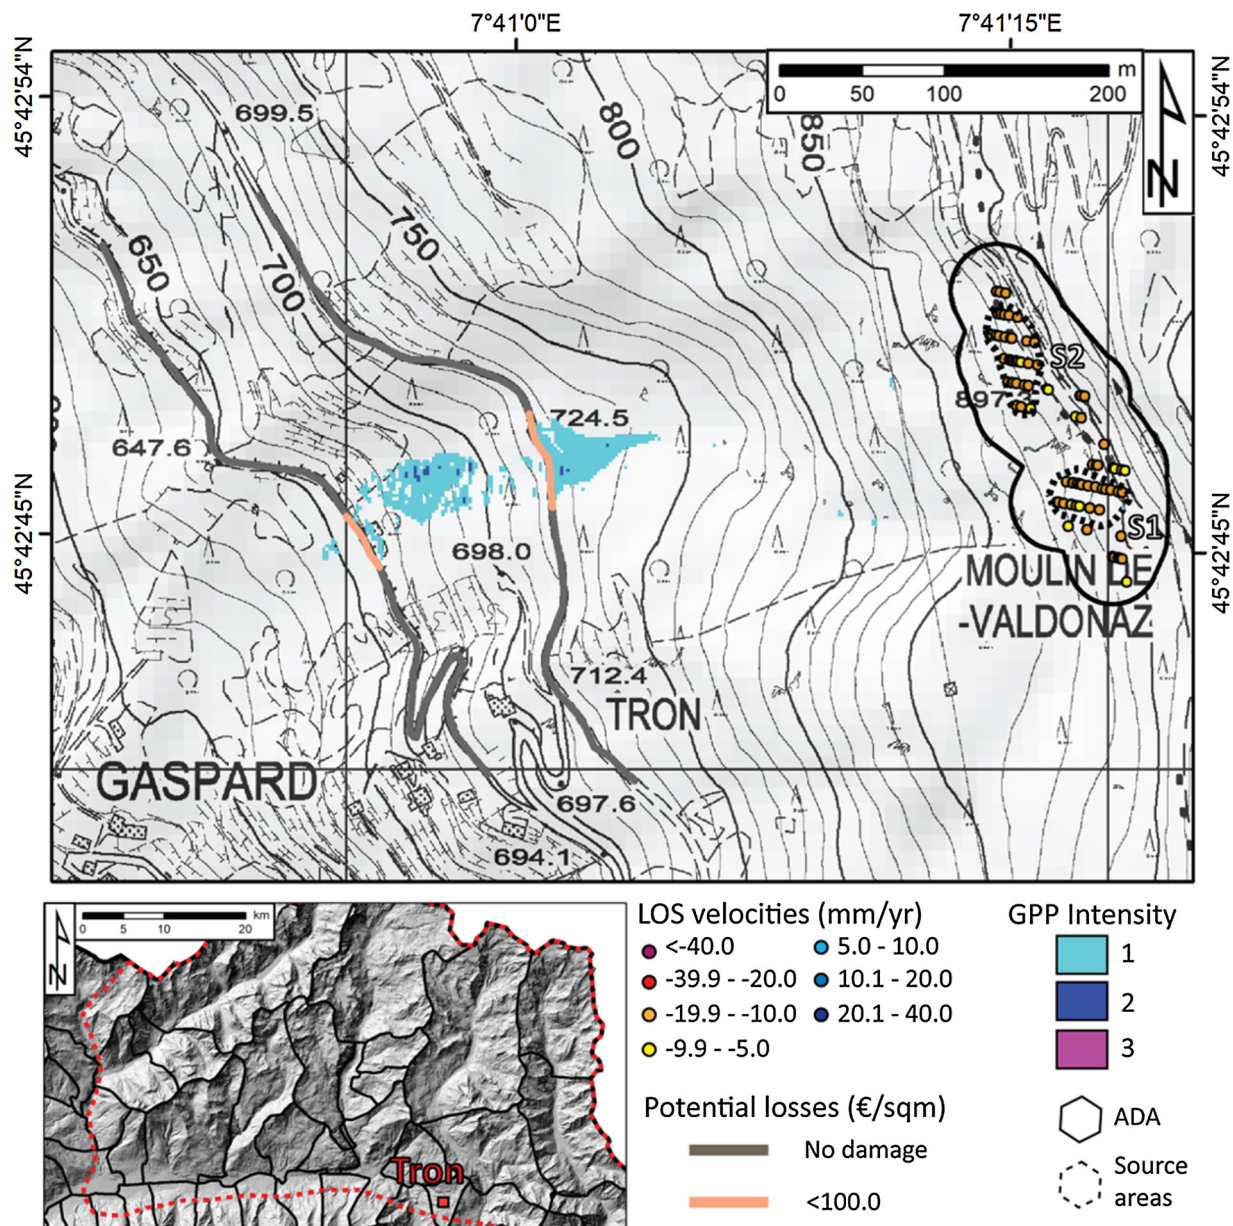 7°41'0"E
7°41'15"E
45°42'54"N
45°42'54"N
m
0 50 100 200
N
699.5
800
850
750
650
700
S2
897.
724.5
647.6
45°42'45"N
45°42'45"N
698.0
S1
MOULIN DE
-VALDONAZ
712.4
TRON
GASPARD
697.6
694.1
km
0 5 10 20
N
Tron
LOS velocities (mm/yr)
<-40.0
-39.9 - -20.0
-19.9 - -10.0
-9.9 - -5.0
5.0 - 10.0
10.1 - 20.0
20.1 - 40.0
Potential losses (€/sqm)
No damage
<100.0
GPP Intensity
1
2
3
ADA
Source
areas